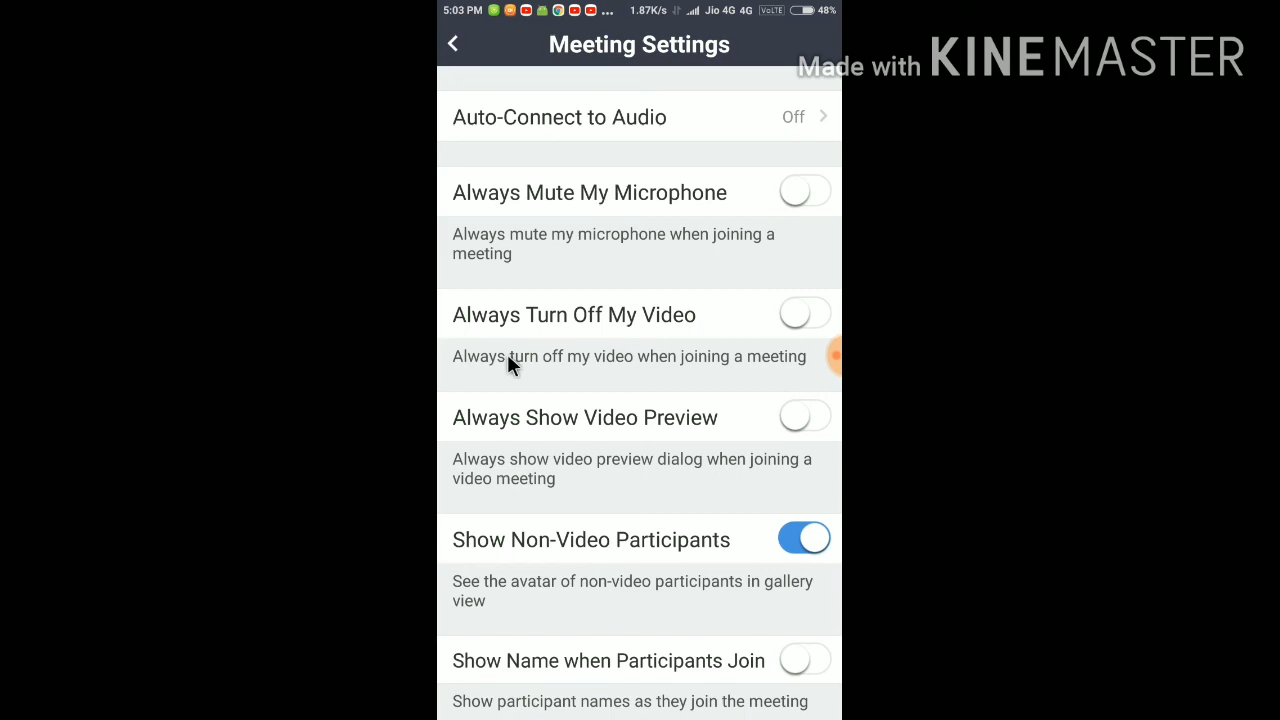 5:03 PM ... 1.87K/s Jio 4G 4G VoLTE 48%
Meeting Settings
Made with KINEMASTER
Auto-Connect to Audio Off
Always Mute My Microphone
Always mute my microphone when joining a
meeting
Always Turn Off My Video
Always turn off my video when joining a meeting
Always Show Video Preview
Always show video preview dialog when joining a
video meeting
Show Non-Video Participants
See the avatar of non-video participants in gallery
view
Show Name when Participants Join
Show participant names as they join the meeting